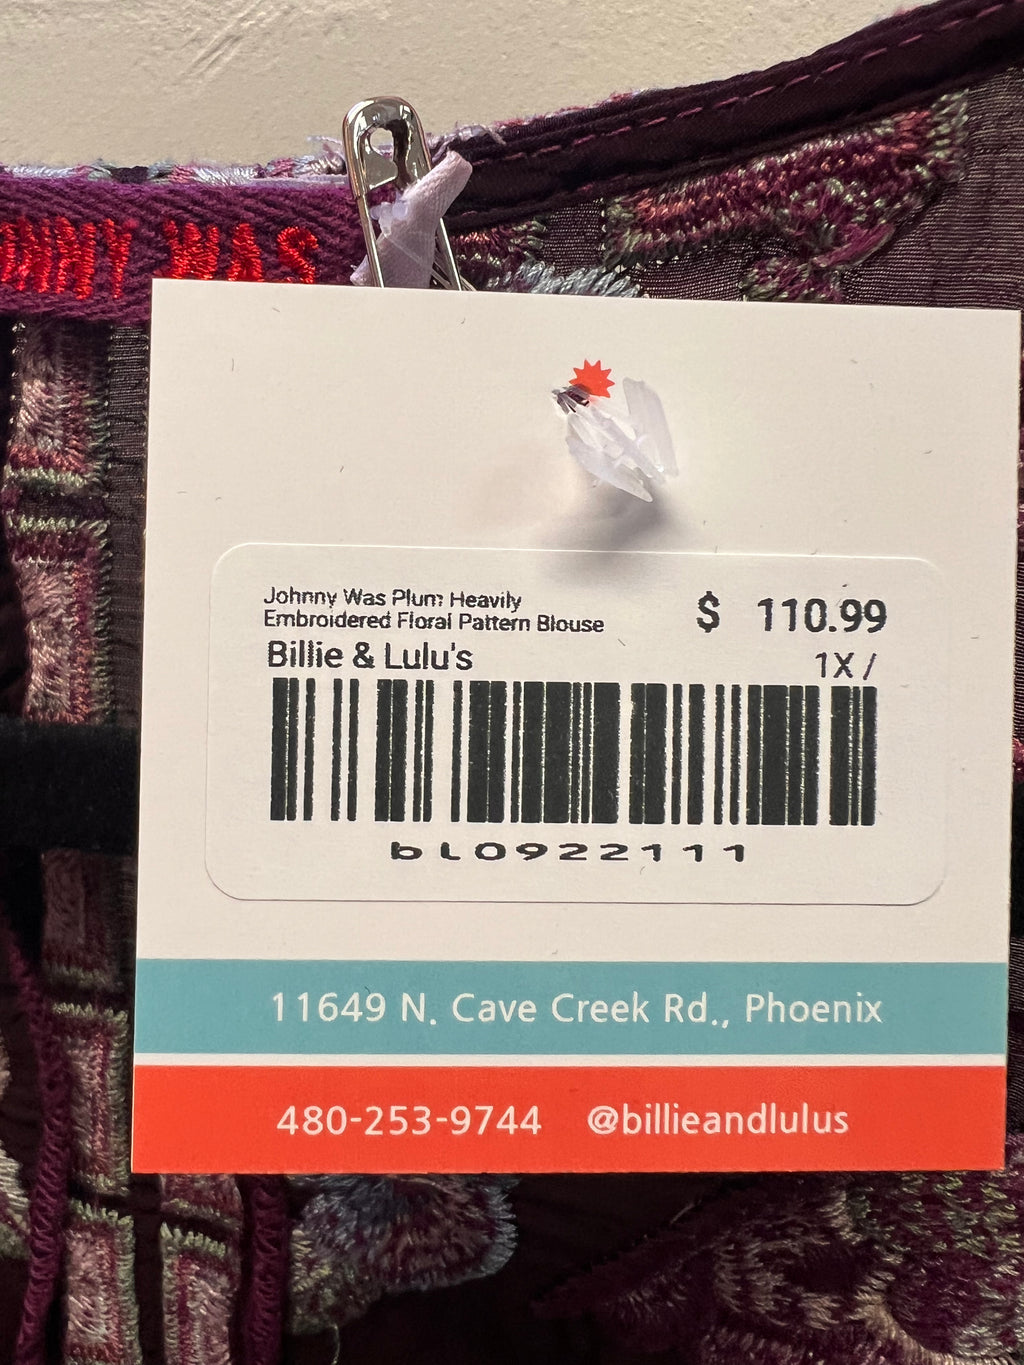 NNY WAS
Johnny Was Plum Heavily
Embroidered Floral Pattern Blouse
$ 110.99
Billie & Lulu's
1X /
bL0922111
11649 N. Cave Creek Rd., Phoenix
480-253-9744 @billieandlulus